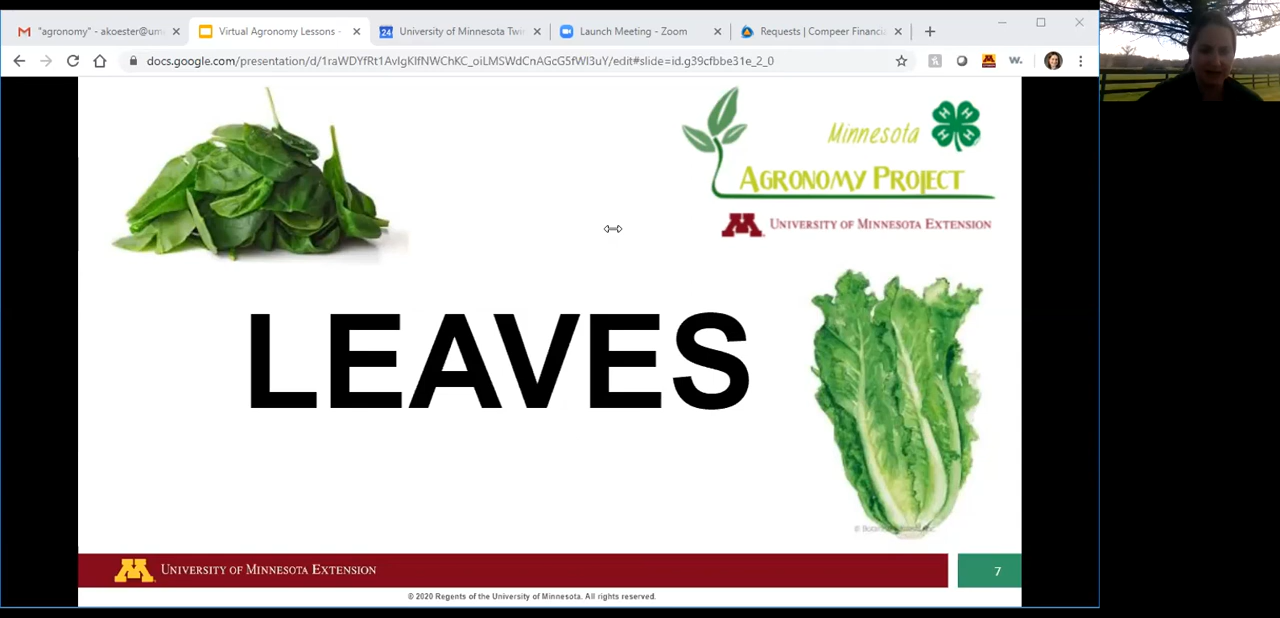 "agronomy" - akoester@um
Virtual Agronomy Lessons -
24
University of Minnesota Twi
Launch Meeting - Zoom
Requests | Compeer Financi
docs.google.com/presentation/d/1raWDYfRt1AvIgKIfNWChKC_oiLMSWdCnAGcG5fWI3uY/edit#slide=id.g39cfbbe31e_2_0
W.
Minnesota
H H H H
AGRONOMY PROJECT
M UNIVERSITY OF MINNESOTA EXTENSION
LEAVES
M UNIVERSITY OF MINNESOTA EXTENSION
7
© 2020 Regents of the University of Minnesota. All rights reserved.